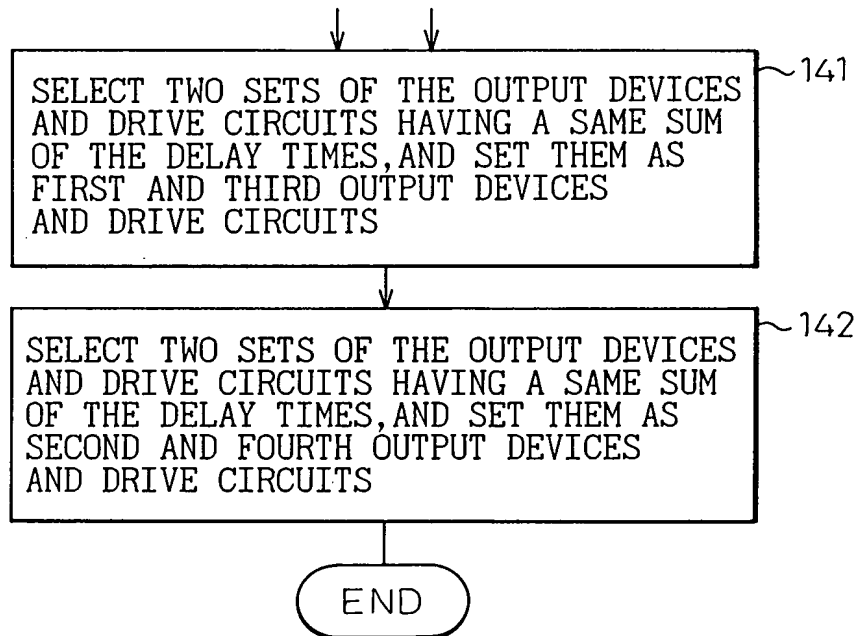 141
SELECT TWO SETS OF THE OUTPUT DEVICES
AND DRIVE CIRCUITS HAVING A SAME SUM
OF THE DELAY TIMES,AND SET THEM AS
FIRST AND THIRD OUTPUT DEVICES
AND DRIVE CIRCUITS
142
SELECT TWO SETS OF THE OUTPUT DEVICES
AND DRIVE CIRCUITS HAVING A SAME SUM
OF THE DELAY TIMES,AND SET THEM AS
SECOND AND FOURTH OUTPUT DEVICES
AND DRIVE CIRCUITS
END